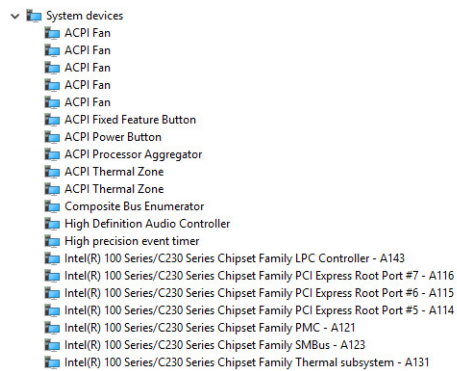 System devices
ACPI Fan
ACPI Fan
ACPI Fan
ACPI Fan
ACPI Fan
ACPI Fixed Feature Button
ACPI Power Button
ACPI Processor Aggregator
ACPI Thermal Zone
ACPI Thermal Zone
Composite Bus Enumerator
High Definition Audio Controller
High precision event timer
Intel(R) 100 Series/C230 Series Chipset Family LPC Controller - A143
Intel(R) 100 Series/C230 Series Chipset Family PCI Express Root Port #7 - A116
Intel(R) 100 Series/C230 Series Chipset Family PCI Express Root Port #6 - A115
Intel(R) 100 Series/C230 Series Chipset Family PCI Express Root Port #5 - A114
Intel(R) 100 Series/C230 Series Chipset Family PMC - A121
Intel(R) 100 Series/C230 Series Chipset Family SMBus - A123
Intel(R) 100 Series/C230 Series Chipset Family Thermal subsystem - A131